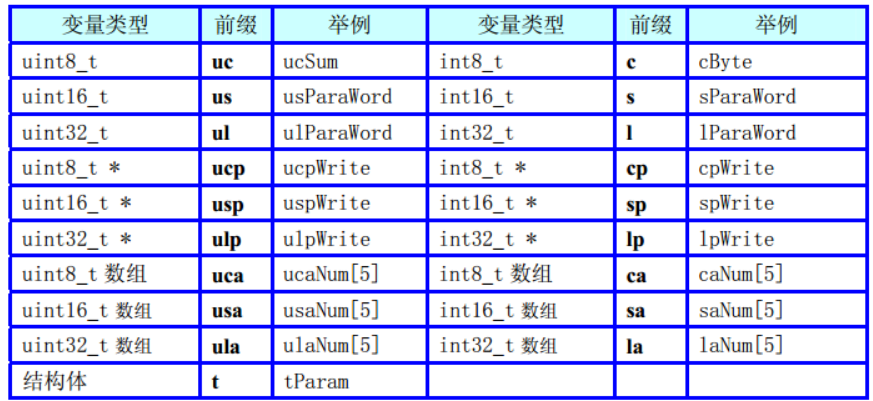 变量类型 前缀 举例 变量类型 前缀 举例
uint8_t uc ucSum int8_t c cByte
uint16_t us usParaWord int16_t s sParaWord
uint32_t ul ulParaWord int32_t l lParaWord
uint8_t * ucp ucpWrite int8_t * cp cpWrite
uint16_t * usp uspWrite int16_t * sp spWrite
uint32_t * ulp ulpWrite int32_t * lp lpWrite
uint8_t 数组 uca ucaNum[5] int8_t 数组 ca caNum[5]
uint16_t 数组 usa usaNum[5] int16_t 数组 sa saNum[5]
uint32_t 数组 ula ulaNum[5] int32_t 数组 la laNum[5]
结构体 t tParam